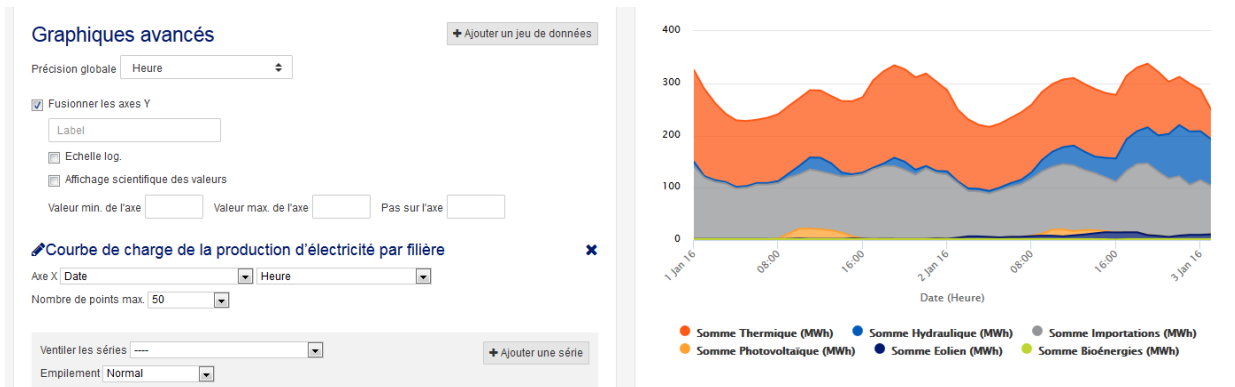 Graphiques avancés
+ Ajouter un jeu de données
Précision globale Heure
Fusionner les axes Y
Label
Echelle log.
Affichage scientifique des valeurs
Valeur min. de l'axe Valeur max. de l'axe Pas sur l'axe
Courbe de charge de la production d'électricité par filière
Axe X Date Heure
Nombre de points max. 50
Ventiler les séries ----
+ Ajouter une série
Empilement Normal
400
300
200
100
0
1 Jan 16
08:00
16:00
2 Jan 16
08:00
16:00
3 Jan 16
Date (Heure)
Somme Thermique (MWh) Somme Hydraulique (MWh) Somme Importations (MWh)
Somme Photovoltaïque (MWh) Somme Eolien (MWh) Somme Bioénergies (MWh)